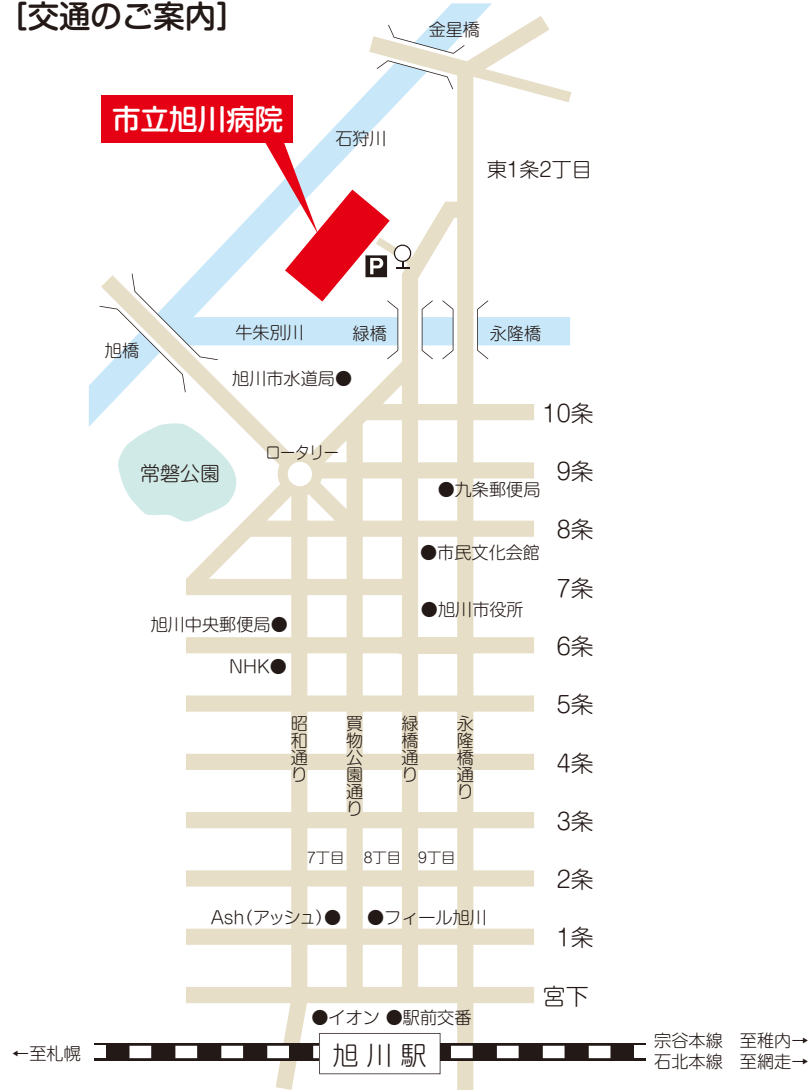 [交通のご案内]
金星橋
市立旭川病院
石狩川
東1条2丁目
P
牛朱別川
緑橋
永隆橋
旭橋
旭川市水道局
10条
ロータリー
常磐公園
9条
九条郵便局
8条
市民文化会館
7条
旭川市役所
旭川中央郵便局
6条
NHK
5条
昭和通り
買物公園通り
緑橋通り
永隆橋通り
4条
3条
7丁目
8丁目
9丁目
2条
Ash(アッシュ)
フィール旭川
1条
宮下
イオン
駅前交番
←至札幌
旭川駅
宗谷本線 至稚内→
石北本線 至網走→